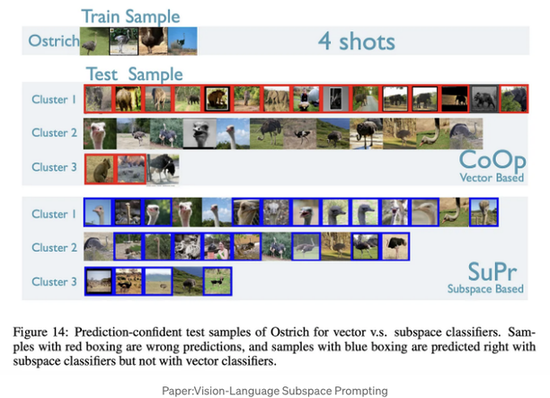 Train Sample
Ostrich
4 shots
Test Sample
Cluster 1
Cluster 2
Cluster 3
CoOp
Vector Based
Cluster 1
Cluster 2
Cluster 3
SuPr
Subspace Based
Figure 14: Prediction-confident test samples of Ostrich for vector v.s. subspace classifiers. Sam-
ples with red boxing are wrong predictions, and samples with blue boxing are predicted right with
subspace classifiers but not with vector classifiers.
Paper:Vision-Language Subspace Prompting